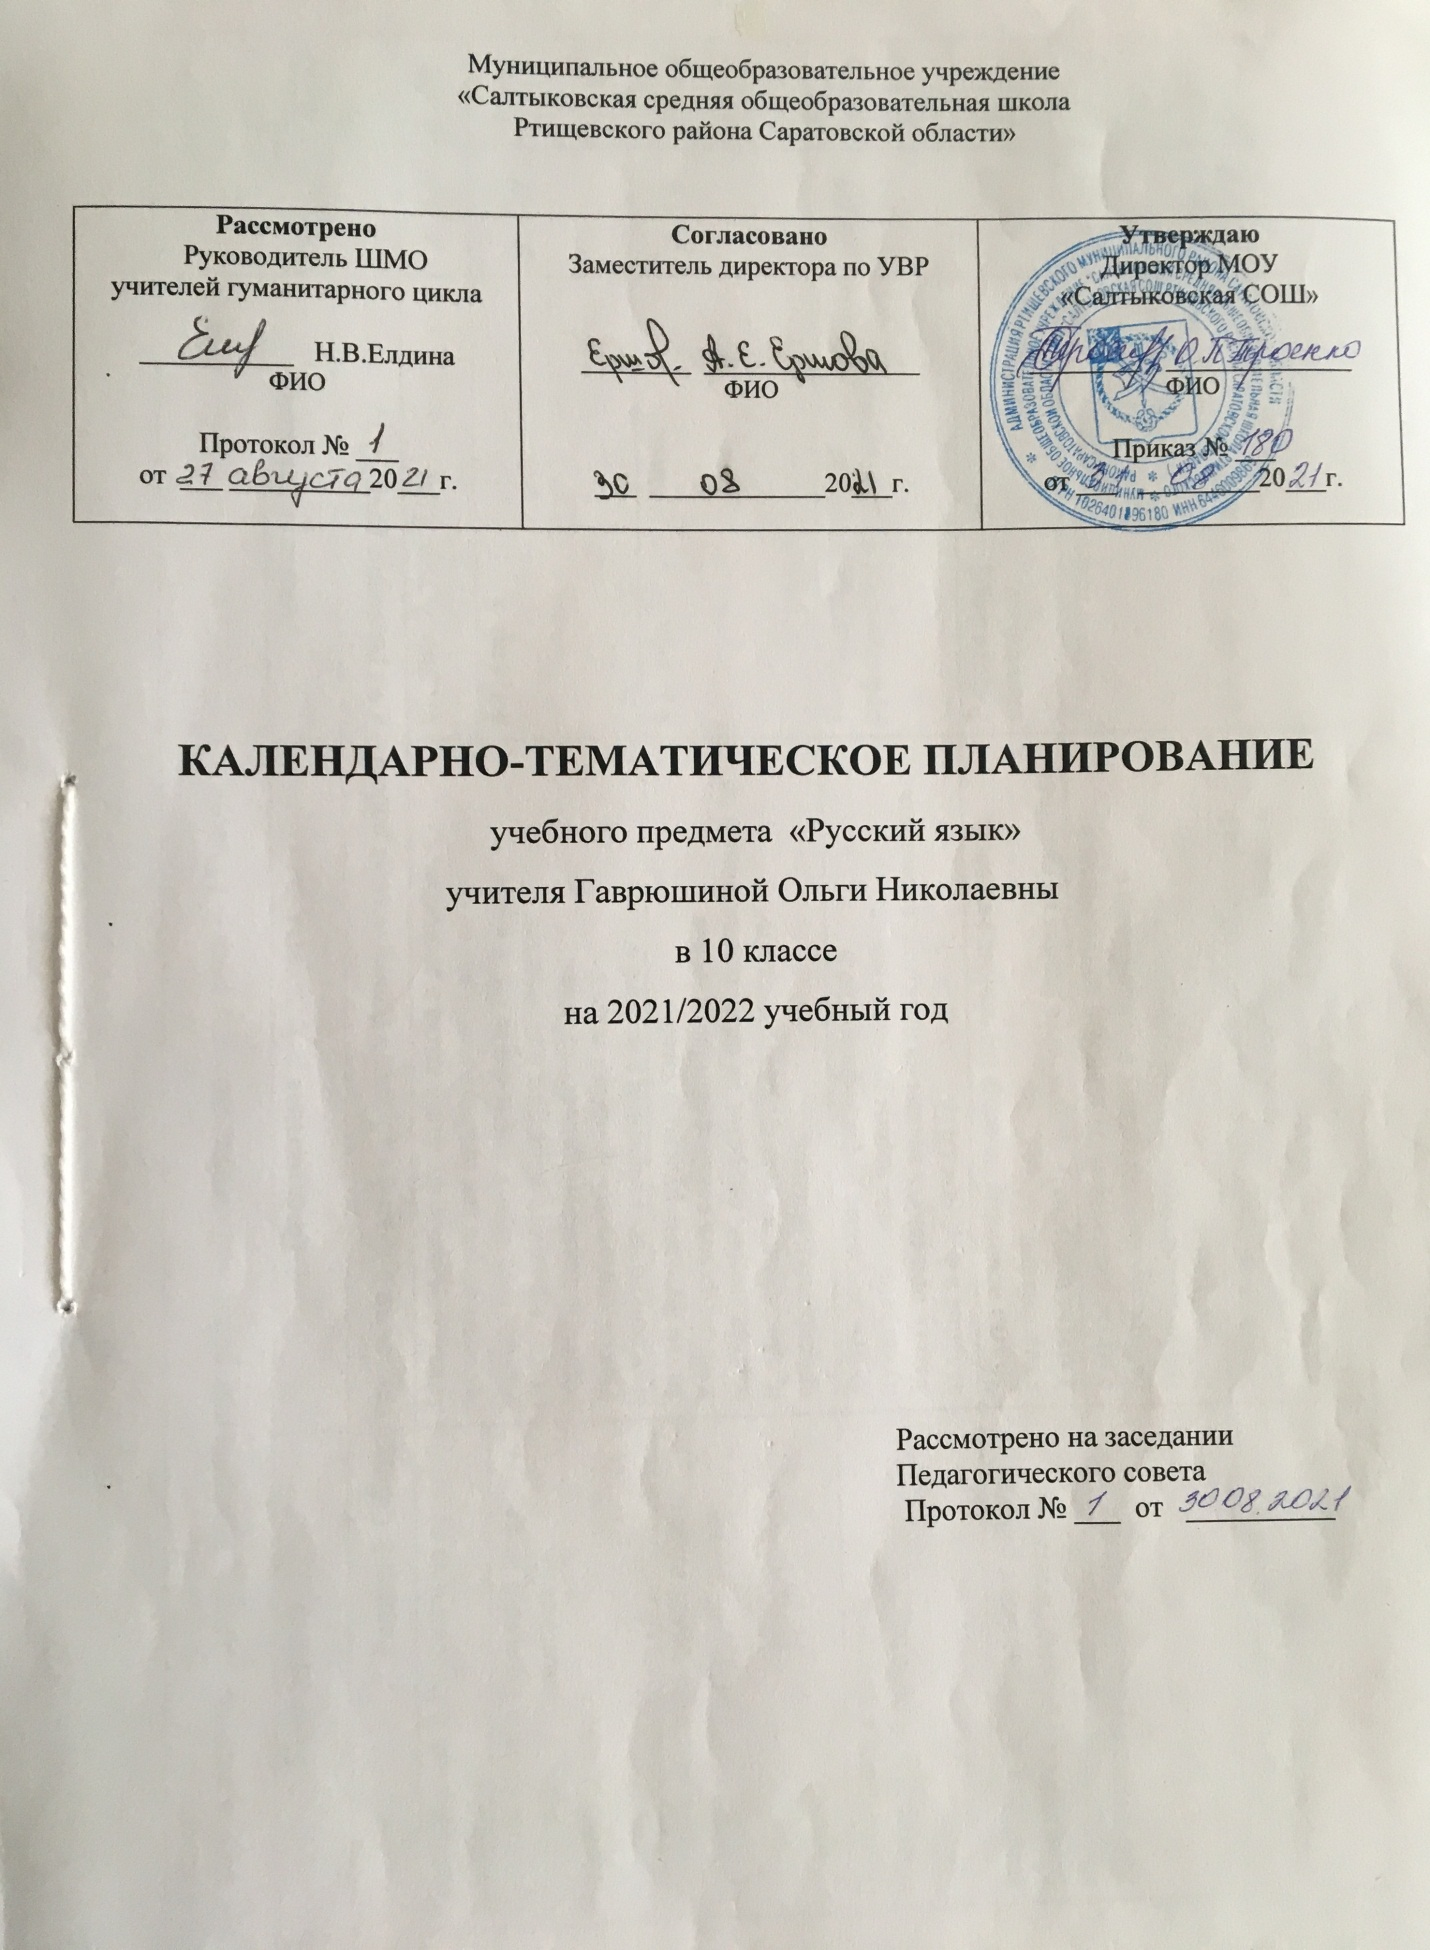 Муниципальное общеобразовательное учреждение
«Салтыковская средняя общеобразовательная школа
Ртищевского района Саратовской области»
Рассмотрено
Руководитель ШМО
учителей гуманитарного цикла
Н.В.Елдина
ФИО
Протокол № 1
от 27 августа 2021 г.
Согласовано
Заместитель директора по УВР
А.Е.Ершова
ФИО
30 08 2021 г.
Утверждаю
Директор МОУ
«Салтыковская СОШ»
ФИО
Приказ № 180
от 2021 г.
ОГРН 1026401896180 ИНН
КАЛЕНДАРНО-ТЕМАТИЧЕСКОЕ ПЛАНИРОВАНИЕ
учебного предмета «Русский язык»
учителя Гаврюшиной Ольги Николаевны
в 10 классе
на 2021/2022 учебный год
Рассмотрено на заседании
Педагогического совета
Протокол № 1 от 30.08.2021